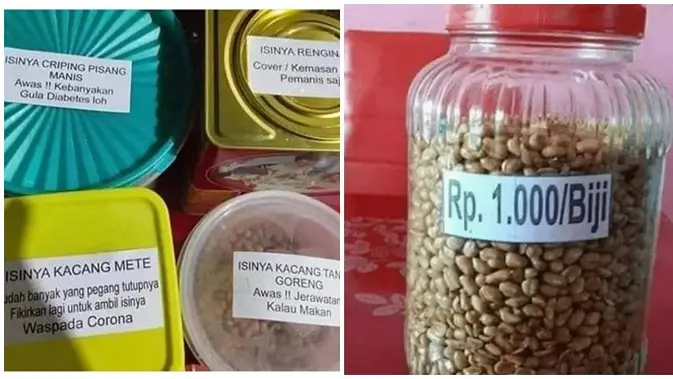 ISINYA CRIPING PISANG
MANIS
Awas !! Kebanyakan
Gula Diabetes loh
ISINYA RENGIN
Cover / Kemasan
Pemanis saj
ISINYA KACANG METE
udah banyak yang pegang tutupnya
Fikirkan lagi untuk ambil isinya
Waspada Corona
ISINYA KACANG TAN
GORENG
Awas !! Jerawatan
Kalau Makan
Rp. 1.000/Biji